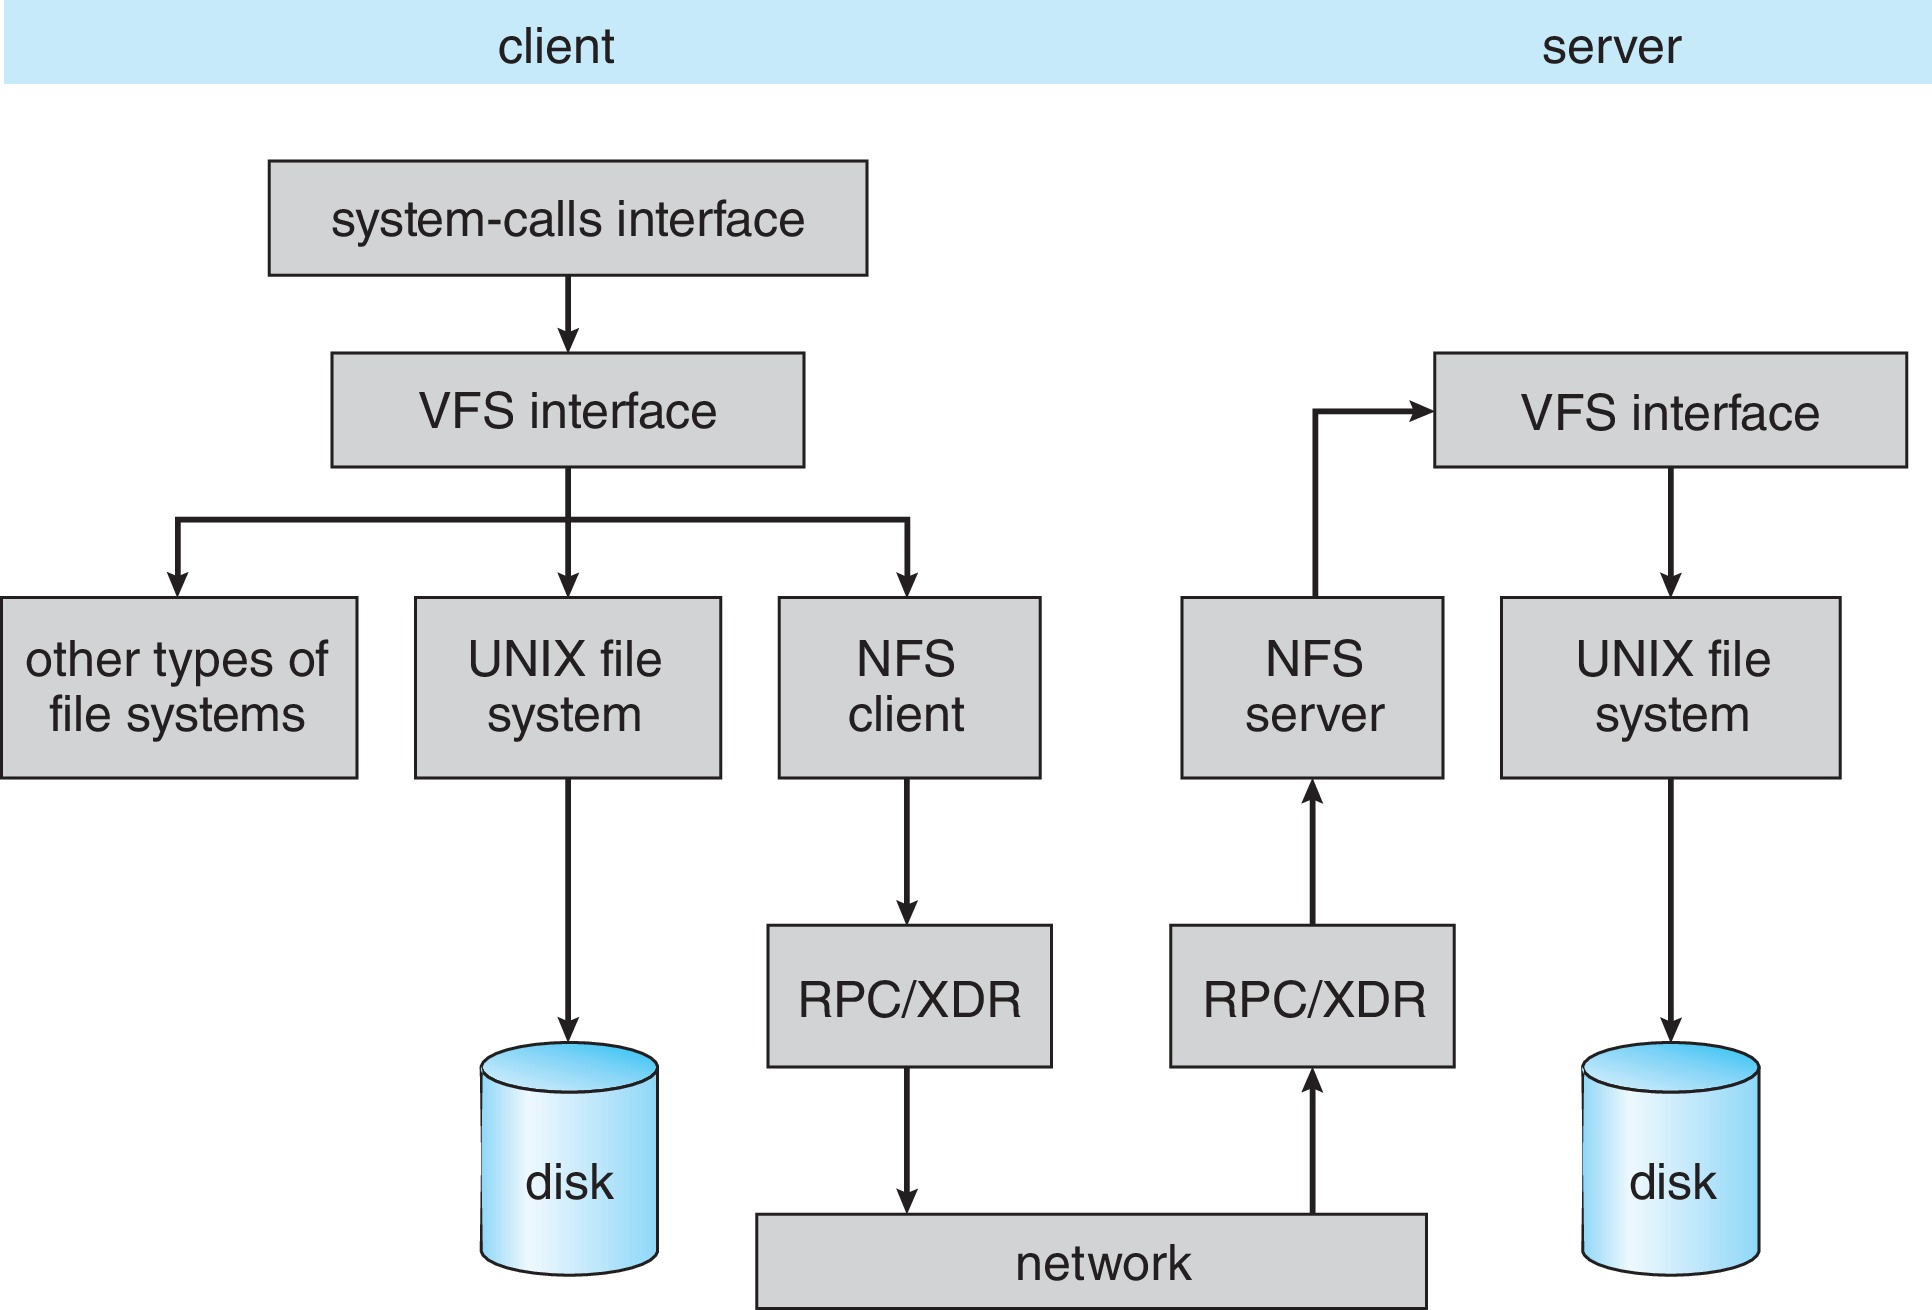 client
server
system-calls interface
VFS interface
VFS interface
other types of
file systems
UNIX file
system
NFS
client
NFS
server
UNIX file
system
RPC/XDR
RPC/XDR
disk
disk
network